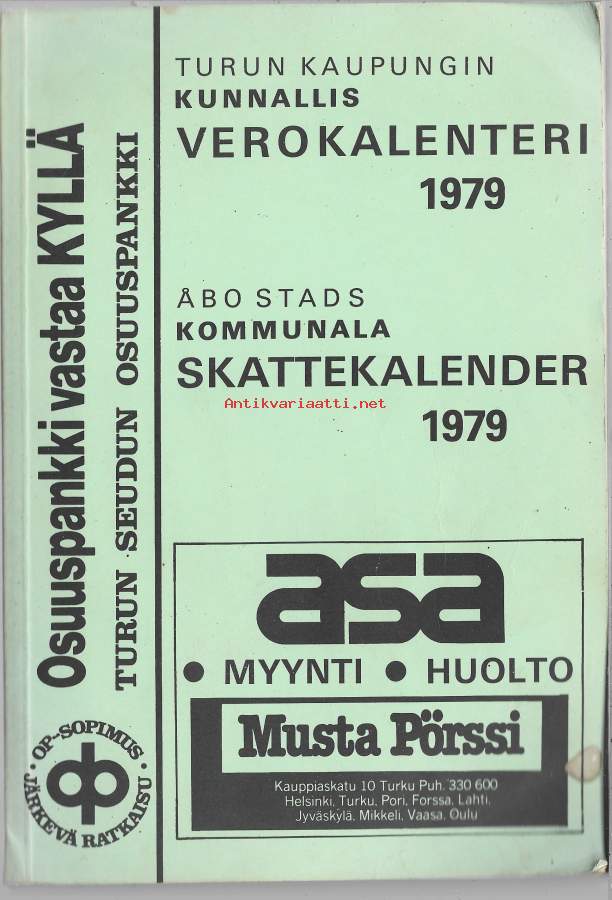 TURUN KAUPUNGIN
KUNNALLIS
VEROKALENTERI
1979
ÅBO STADS
KOMMUNALA
SKATTEKALENDER
1979
Antikvariaatti.net
Osuuspankki vastaa KYLLÄ
TURUN SEUDUN OSUUSPANKKI
• OP-SOPIMUS •
JÄRKEVÄ RATKAISU
asa
• MYYNTI • HUOLTO
Musta Pörssi
Kauppiaskatu 10 Turku Puh. 330 600
Helsinki, Turku, Pori, Forssa, Lahti,
Jyväskylä, Mikkeli, Vaasa, Oulu